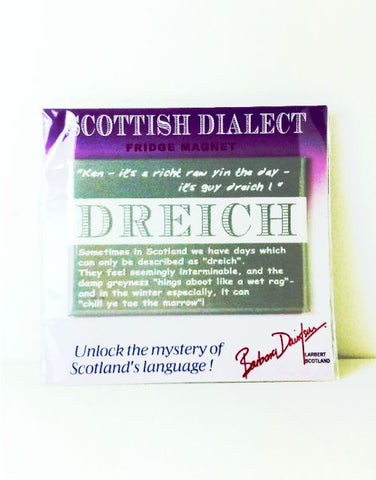 SCOTTISH DIALECT
FRIDGE MAGNET
"Ken - it's a richt raw yin the day -
it's guy dreich ! "
DREICH
Sometimes in Scotland we have days which
can only be described as "dreich".
They feel seemingly interminable, and the
damp greyness "hings aboot like a wet rag" -
and in the winter especially, it can
"chill ye tae the marrow"!
Unlock the mystery of
Scotland's language !
Barbara
LARBERT
SCOTLAND